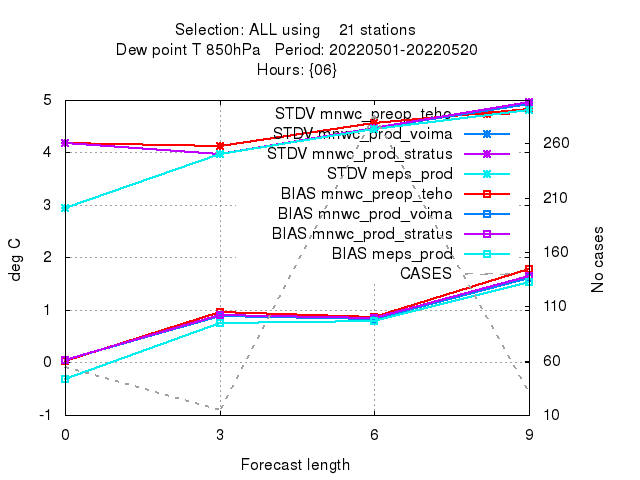 Selection: ALL using 21 stations
Dew point T 850hPa Period: 20220501-20220520
Hours: {06}
STDV mnwc_preop_teho
STDV mnwc_prod_voima
STDV mnwc_prod_stratus
STDV meps_prod
BIAS mnwc_preop_teho
BIAS mnwc_prod_voima
BIAS mnwc_prod_stratus
BIAS meps_prod
CASES
5
4
3
2
1
0
-1
deg C
260
210
160
110
60
10
No cases
0 3 6 9
Forecast length